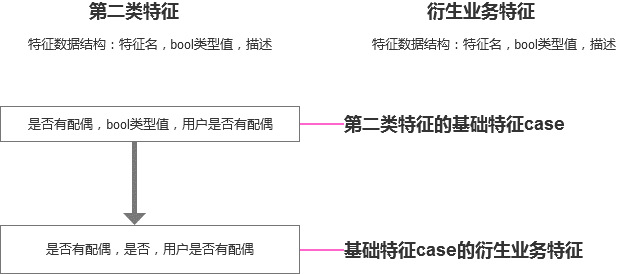 第二类特征
衍生业务特征
特征数据结构：特征名，bool类型值，描述
特征数据结构：特征名，bool类型值，描述
是否有配偶，bool类型值，用户是否有配偶
第二类特征的基础特征case
是否有配偶，是否，用户是否有配偶
基础特征case的衍生业务特征